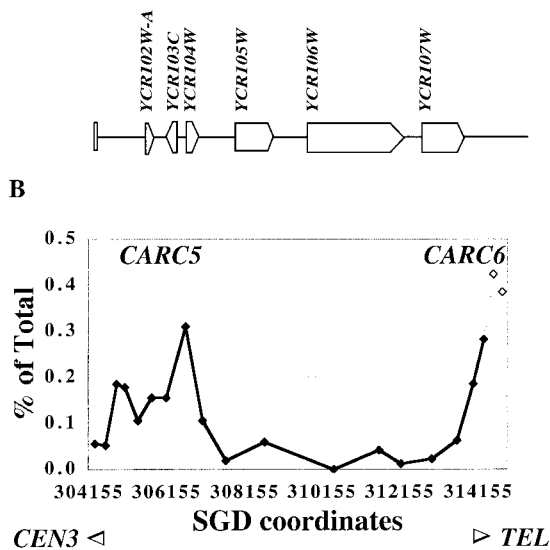 YCR102W-A
YCR103C
YCR104W
YCR105W
YCR106W
YCR107W
B
0.5
0.4
0.3
0.2
0.1
0.0
% of Total
CARC5
CARC6
304155 306155 308155 310155 312155 314155
CEN3
SGD coordinates
TEL